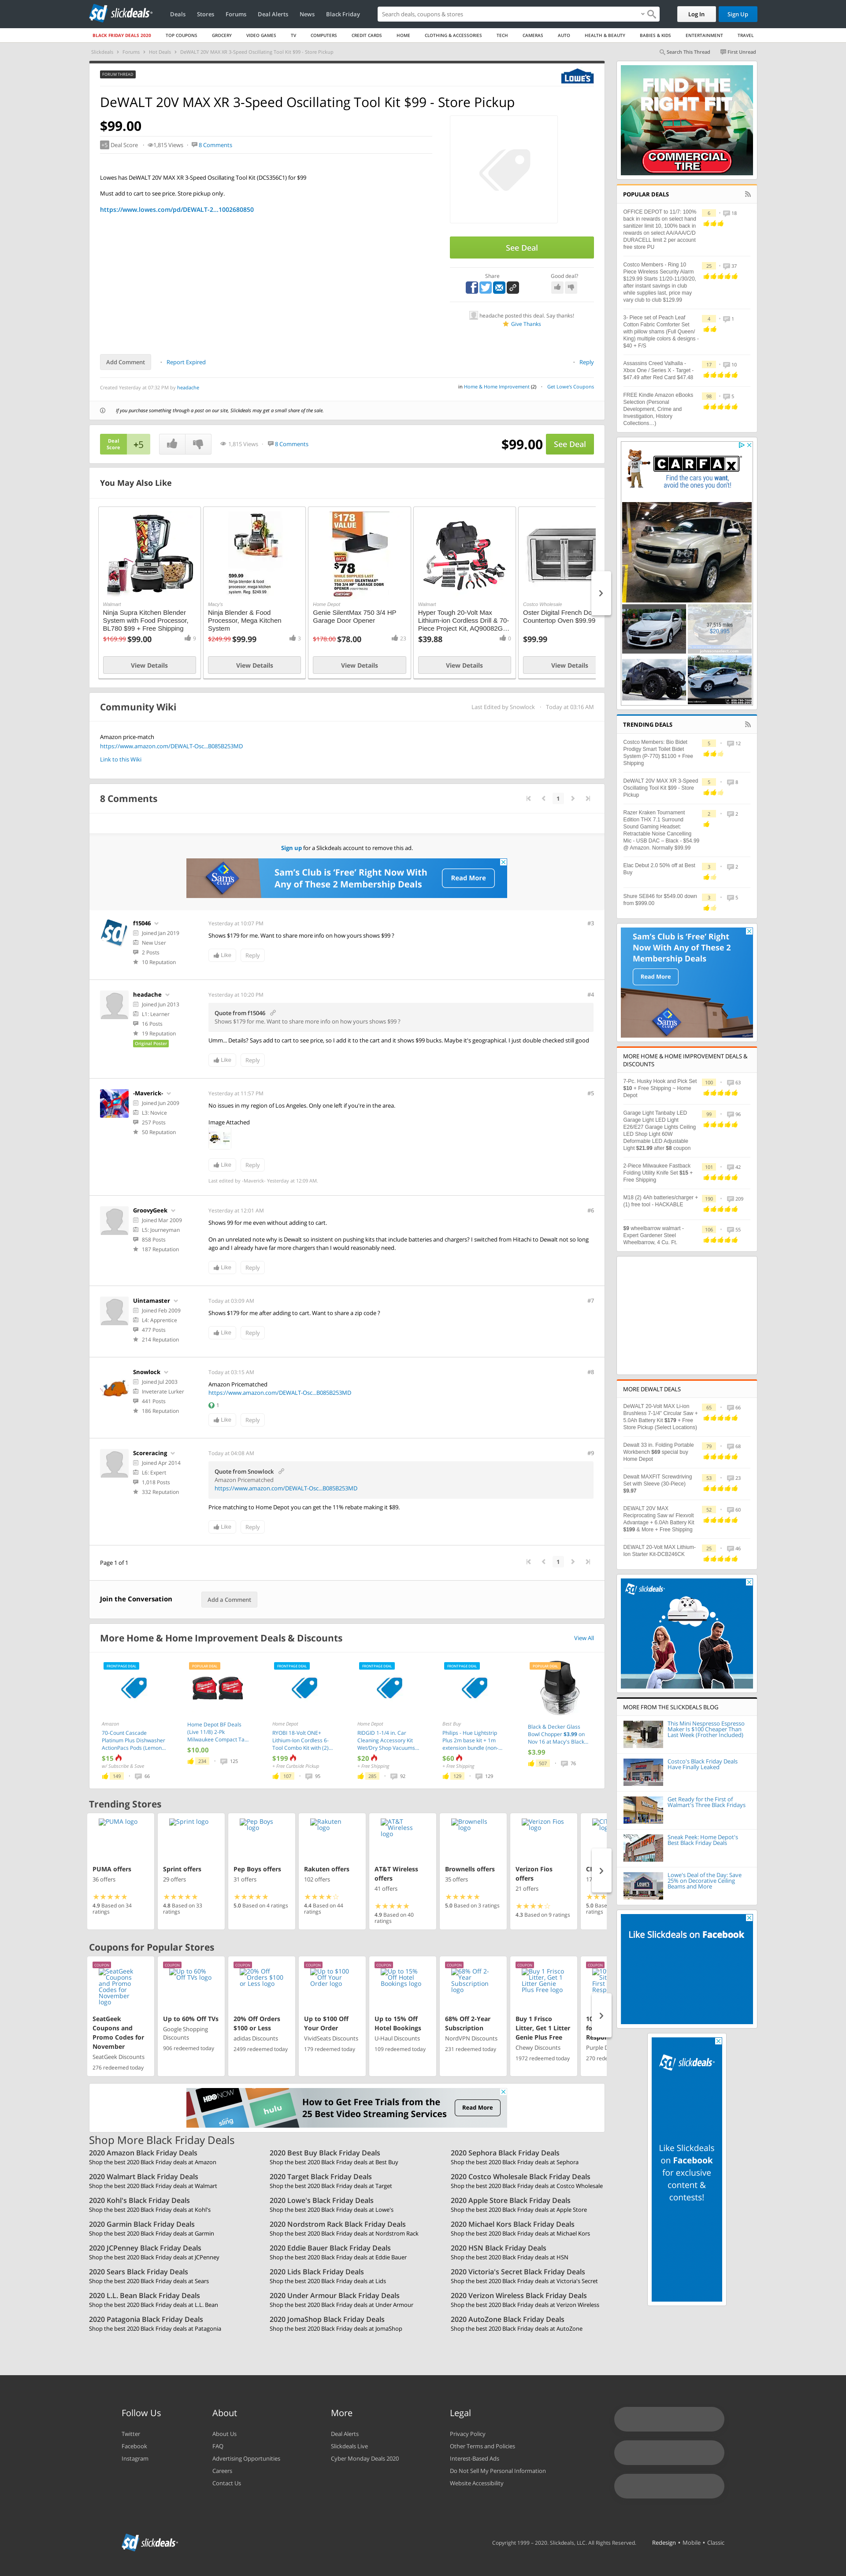 slickdeals
Deals Stores Forums Deal Alerts News Black Friday
Search deals, coupons & stores
Log In Sign Up
BLACK FRIDAY DEALS 2020 TOP COUPONS GROCERY VIDEO GAMES TV COMPUTERS CREDIT CARDS HOME CLOTHING & ACCESSORIES TECH CAMERAS AUTO HEALTH & BEAUTY BABIES & KIDS ENTERTAINMENT TRAVEL
Slickdeals Forums Hot Deals DeWALT 20V MAX XR 3-Speed Oscillating Tool Kit $99 - Store Pickup
Search This Thread First Unread
FORUM THREAD
LOWE'S
DeWALT 20V MAX XR 3-Speed Oscillating Tool Kit $99 - Store Pickup
$99.00
+5 Deal Score 1,815 Views 8 Comments
Lowes has DeWALT 20V MAX XR 3-Speed Oscillating Tool Kit (DCS356C1) for $99
Must add to cart to see price. Store pickup only.
https://www.lowes.com/pd/DEWALT-2...1002680850
See Deal
Share Good deal?
headache posted this deal. Say thanks!
Give Thanks
Add Comment Report Expired Reply
Created Yesterday at 07:32 PM by headache
in Home & Home Improvement (2) Get Lowe's Coupons
If you purchase something through a post on our site, Slickdeals may get a small share of the sale.
Deal Score +5 1,815 Views 8 Comments $99.00 See Deal
You May Also Like
Walmart
Ninja Supra Kitchen Blender System with Food Processor, BL780 $99 + Free Shipping
$169.99 $99.00
View Details
Macy's
Ninja Blender & Food Processor, Mega Kitchen System
$249.99 $99.99 3
View Details
Home Depot
Genie SilentMax 750 3/4 HP Garage Door Opener
$178.00 $78.00 23
View Details
Walmart
Hyper Tough 20-Volt Max Lithium-ion Cordless Drill & 70-Piece Project Kit, AQ90082G...
$39.88 0
View Details
Costco Wholesale
Oster Digital French Do
Countertop Oven $99.99
$99.99
View Details
Community Wiki
Last Edited by Snowlock Today at 03:16 AM
Amazon price-match
https://www.amazon.com/DEWALT-Osc...B085B253MD
Link to this Wiki
8 Comments
1
Sign up for a Slickdeals account to remove this ad.
Sam's Club is 'Free' Right Now With Any of These 2 Membership Deals
Read More
f15046
Joined Jan 2019
New User
2 Posts
10 Reputation
Yesterday at 10:07 PM #3
Shows $179 for me. Want to share more info on how yours shows $99 ?
Like Reply
headache
Joined Jun 2013
L1: Learner
16 Posts
19 Reputation
Original Poster
Yesterday at 10:20 PM #4
Quote from f15046
Shows $179 for me. Want to share more info on how yours shows $99 ?
Umm... Details? Says add to cart to see price, so I add it to the cart and it shows $99 bucks. Maybe it's geographical. I just double checked still good
Like Reply
-Maverick-
Joined Jun 2009
L3: Novice
257 Posts
50 Reputation
Yesterday at 11:57 PM #5
No issues in my region of Los Angeles. Only one left if you're in the area.
Image Attached
Like Reply
Last edited by -Maverick- Yesterday at 12:09 AM.
GroovyGeek
Joined Mar 2009
L5: Journeyman
858 Posts
187 Reputation
Today at 12:01 AM #6
Shows 99 for me even without adding to cart.
On an unrelated note why is Dewalt so insistent on pushing kits that include batteries and chargers? I switched from Hitachi to Dewalt not so long ago and I already have far more chargers than I would reasonably need.
Like Reply
Uintamaster
Joined Feb 2009
L4: Apprentice
477 Posts
214 Reputation
Today at 03:09 AM #7
Shows $179 for me after adding to cart. Want to share a zip code ?
Like Reply
Snowlock
Joined Jul 2003
Inveterate Lurker
441 Posts
186 Reputation
Today at 03:15 AM #8
Amazon Pricematched
https://www.amazon.com/DEWALT-Osc...B085B253MD
1
Like Reply
Scoreracing
Joined Apr 2014
L6: Expert
1,018 Posts
332 Reputation
Today at 04:08 AM #9
Quote from Snowlock
Amazon Pricematched
https://www.amazon.com/DEWALT-Osc...B085B253MD
Price matching to Home Depot you can get the 11% rebate making it $89.
Like Reply
Page 1 of 1 1
Join the Conversation Add a Comment
More Home & Home Improvement Deals & Discounts View All
Amazon
70-Count Cascade Platinum Plus Dishwasher ActionPacs Pods (Lemon...
$15
w/ Subscribe & Save
149 66
Home Depot BF Deals (Live 11/8)| 2-Pk Milwaukee Compact Ta...
$10.00
234 125
Home Depot
RYOBI 18-Volt ONE+ Lithium-Ion Cordless 6-Tool Combo Kit with (2)...
$199
+ Free Curbside Pickup
107 95
Home Depot
RIDGID 1-1/4 in. Car Cleaning Accessory Kit Wet/Dry Shop Vacuums...
$20
+ Free Shipping
285 92
Best Buy
Philips - Hue Lightstrip Plus 2m base kit + 1m extension bundle (non-...
$60
+ Free Shipping
129 129
Black & Decker Glass Bowl Chopper $3.99 on Nov 16 at Macy's Black...
$3.99
507 76
Trending Stores
PUMA logo
PUMA offers
36 offers
4.9 Based on 34 ratings
Sprint logo
Sprint offers
29 offers
4.8 Based on 33 ratings
Pep Boys logo
Pep Boys offers
31 offers
5.0 Based on 4 ratings
Rakuten logo
Rakuten offers
102 offers
4.4 Based on 44 ratings
AT&T Wireless logo
AT&T Wireless offers
41 offers
4.9 Based on 40 ratings
Brownells logo
Brownells offers
35 offers
5.0 Based on 3 ratings
Verizon Fios logo
Verizon Fios offers
21 offers
4.3 Based on 9 ratings
Coupons for Popular Stores
COUPON
SeatGeek Coupons and Promo Codes for November logo
SeatGeek Coupons and Promo Codes for November
SeatGeek Discounts
276 redeemed today
COUPON
Up to 60% Off TVs logo
Up to 60% Off TVs
Google Shopping Discounts
906 redeemed today
COUPON
20% Off Orders $100 or Less logo
20% Off Orders $100 or Less
adidas Discounts
2499 redeemed today
COUPON
Up to $100 Off Your Order logo
Up to $100 Off Your Order
VividSeats Discounts
179 redeemed today
COUPON
Up to 15% Off Hotel Bookings logo
Up to 15% Off Hotel Bookings
U-Haul Discounts
109 redeemed today
COUPON
68% Off 2-Year Subscription logo
68% Off 2-Year Subscription
NordVPN Discounts
231 redeemed today
COUPON
Buy 1 Frisco Litter, Get 1 Litter Genie Plus Free logo
Buy 1 Frisco Litter, Get 1 Litter Genie Plus Free
Chewy Discounts
1972 redeemed today
HBO NOW sling hulu
How to Get Free Trials from the 25 Best Video Streaming Services
Read More
Shop More Black Friday Deals
2020 Amazon Black Friday Deals
Shop the best 2020 Black Friday deals at Amazon
2020 Best Buy Black Friday Deals
Shop the best 2020 Black Friday deals at Best Buy
2020 Sephora Black Friday Deals
Shop the best 2020 Black Friday deals at Sephora
2020 Walmart Black Friday Deals
Shop the best 2020 Black Friday deals at Walmart
2020 Target Black Friday Deals
Shop the best 2020 Black Friday deals at Target
2020 Costco Wholesale Black Friday Deals
Shop the best 2020 Black Friday deals at Costco Wholesale
2020 Kohl's Black Friday Deals
Shop the best 2020 Black Friday deals at Kohl's
2020 Lowe's Black Friday Deals
Shop the best 2020 Black Friday deals at Lowe's
2020 Apple Store Black Friday Deals
Shop the best 2020 Black Friday deals at Apple Store
2020 Garmin Black Friday Deals
Shop the best 2020 Black Friday deals at Garmin
2020 Nordstrom Rack Black Friday Deals
Shop the best 2020 Black Friday deals at Nordstrom Rack
2020 Michael Kors Black Friday Deals
Shop the best 2020 Black Friday deals at Michael Kors
2020 JCPenney Black Friday Deals
Shop the best 2020 Black Friday deals at JCPenney
2020 Eddie Bauer Black Friday Deals
Shop the best 2020 Black Friday deals at Eddie Bauer
2020 HSN Black Friday Deals
Shop the best 2020 Black Friday deals at HSN
2020 Sears Black Friday Deals
Shop the best 2020 Black Friday deals at Sears
2020 Lids Black Friday Deals
Shop the best 2020 Black Friday deals at Lids
2020 Victoria's Secret Black Friday Deals
Shop the best 2020 Black Friday deals at Victoria's Secret
2020 L.L. Bean Black Friday Deals
Shop the best 2020 Black Friday deals at L.L. Bean
2020 Under Armour Black Friday Deals
Shop the best 2020 Black Friday deals at Under Armour
2020 Verizon Wireless Black Friday Deals
Shop the best 2020 Black Friday deals at Verizon Wireless
2020 Patagonia Black Friday Deals
Shop the best 2020 Black Friday deals at Patagonia
2020 JomaShop Black Friday Deals
Shop the best 2020 Black Friday deals at JomaShop
2020 AutoZone Black Friday Deals
Shop the best 2020 Black Friday deals at AutoZone
FIND THE RIGHT FIT
COMMERCIAL TIRE
POPULAR DEALS
OFFICE DEPOT to 11/7: 100% back in rewards on select hand sanitizer limit 10, 100% back in rewards on select AA/AAA/C/D DURACELL limit 2 per account free store PU
6 18
Costco Members - Ring 10 Piece Wireless Security Alarm $129.99 Starts 11/20-11/30/20, after instant savings in club while supplies last, price may vary club to club $129.99
25 37
3- Piece set of Peach Leaf Cotton Fabric Comforter Set with pillow shams (Full Queen/ King) multiple colors & designs - $40 + F/S
4 1
Assassins Creed Valhalla - Xbox One / Series X - Target - $47.49 after Red Card $47.48
17 10
FREE Kindle Amazon eBooks Selection (Personal Development, Crime and Investigation, History Collections...)
98 5
CARFAX
Find the cars you want, avoid the ones you don't!
TRENDING DEALS
Costco Members: Bio Bidet Prodigy Smart Toilet Bidet System (P-770) $1100 + Free Shipping
5 12
DeWALT 20V MAX XR 3-Speed Oscillating Tool Kit $99 - Store Pickup
5 8
Razer Kraken Tournament Edition THX 7.1 Surround Sound Gaming Headset: Retractable Noise Cancelling Mic - USB DAC – Black - $54.99 @ Amazon. Normally $99.99
2 2
Elac Debut 2.0 50% off at Best Buy
3 2
Shure SE846 for $549.00 down from $999.00
3 5
Sam's Club is 'Free' Right Now With Any of These 2 Membership Deals
Read More
MORE HOME & HOME IMPROVEMENT DEALS & DISCOUNTS
7-Pc. Husky Hook and Pick Set $10 + Free Shipping ~ Home Depot
100 63
Garage Light Tanbaby LED Garage Light LED Light E26/E27 Garage Lights Ceiling LED Shop Light 60W Deformable LED Adjustable Light $21.99 after $8 coupon
99 96
2-Piece Milwaukee Fastback Folding Utility Knife Set $15 + Free Shipping
101 42
M18 (2) 4Ah batteries/charger + (1) free tool - HACKABLE
190 209
$9 wheelbarrow walmart - Expert Gardener Steel Wheelbarrow, 4 Cu. Ft.
106 55
MORE DEWALT DEALS
DeWALT 20-Volt MAX Li-ion Brushless 7-1/4" Circular Saw + 5.0Ah Battery Kit $179 + Free Store Pickup (Select Locations)
65 66
Dewalt 33 in. Folding Portable Workbench $69 special buy Home Depot
79 68
Dewalt MAXFIT Screwdriving Set with Sleeve (30-Piece) $9.97
53 23
DEWALT 20V MAX Reciprocating Saw w/ Flexvolt Advantage + 6.0Ah Battery Kit $199 & More + Free Shipping
52 60
DEWALT 20-Volt MAX Lithium-Ion Starter Kit-DCB246CK
25 46
slickdeals
MORE FROM THE SLICKDEALS BLOG
This Mini Nespresso Espresso Maker Is $100 Cheaper Than Last Week (Frother Included)
Costco's Black Friday Deals Have Finally Leaked
Get Ready for the First of Walmart's Three Black Fridays
Sneak Peek: Home Depot's Best Black Friday Deals
Lowe's Deal of the Day: Save 25% on Decorative Ceiling Beams and More
Like Slickdeals on Facebook
slickdeals
Like Slickdeals on Facebook for exclusive content & contests!
Follow Us
Twitter
Facebook
Instagram
About
About Us
FAQ
Advertising Opportunities
Careers
Contact Us
More
Deal Alerts
Slickdeals Live
Cyber Monday Deals 2020
Legal
Privacy Policy
Other Terms and Policies
Interest-Based Ads
Do Not Sell My Personal Information
Website Accessibility
slickdeals
Copyright 1999 – 2020. Slickdeals, LLC. All Rights Reserved. Redesign • Mobile • Classic